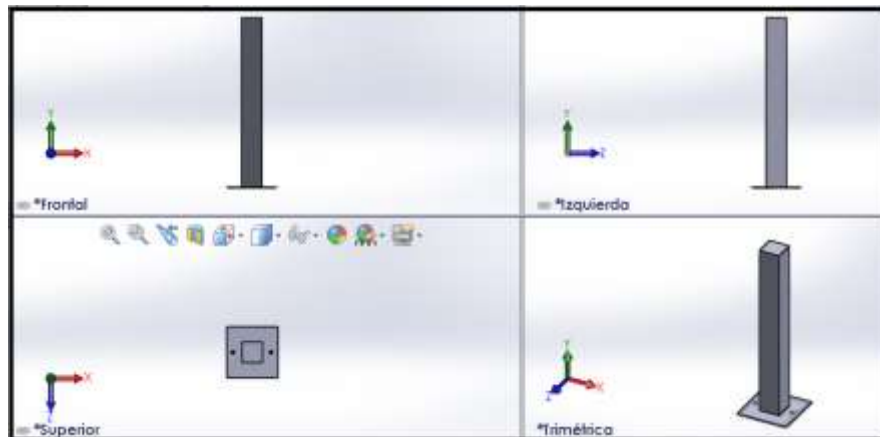 Y
X
*Frontal
Y
Z
*Izquierda
X
Z
*Superior
Y
Z
X
*Trimétrica